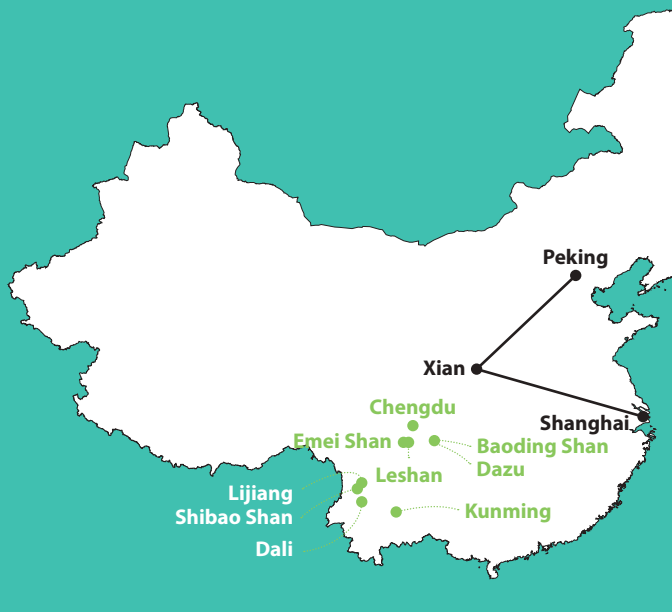 Peking
Xian
Chengdu
Shanghai
Emei Shan
Baoding Shan
Dazu
Leshan
Lijiang
Shibao Shan
Kunming
Dali